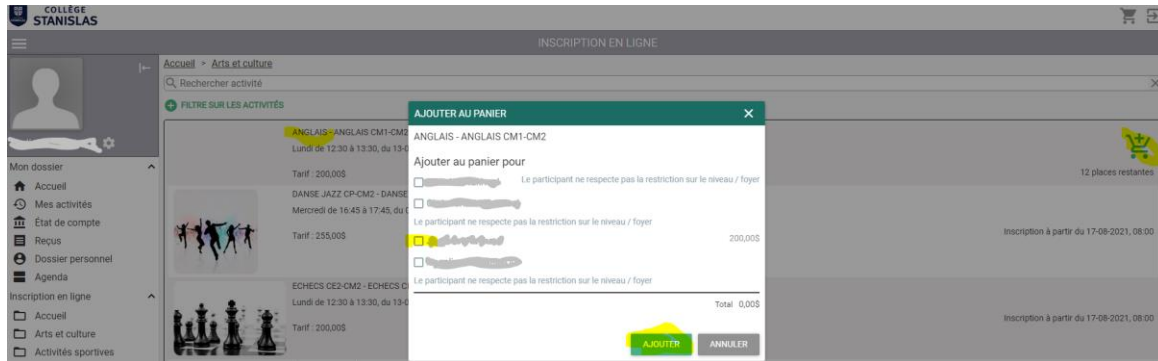 COLLÈGE
STANISLAS
INSCRIPTION EN LIGNE
Accueil > Arts et culture
Rechercher activité
FILTRE SUR LES ACTIVITÉS
Mon dossier
Accueil
Mes activités
État de compte
Reçus
Dossier personnel
Agenda
Inscription en ligne
Accueil
Arts et culture
Activités sportives
ANGLAIS - ANGLAIS CM1-CM2
Lundi de 12:30 à 13:30, du 13-0
Tarif : 200,00$
12 places restantes
DANSE JAZZ CP-CM2 - DANSE
Mercredi de 16:45 à 17:45, du
Tarif : 255,00$
Inscription à partir du 17-08-2021, 08:00
ECHECS CE2-CM2 - ECHECS C
Lundi de 12:30 à 13:30, du 13-0
Tarif : 200,00$
Inscription à partir du 17-08-2021, 08:00
AJOUTER AU PANIER
ANGLAIS - ANGLAIS CM1-CM2
Ajouter au panier pour
Le participant ne respecte pas la restriction sur le niveau / foyer
Le participant ne respecte pas la restriction sur le niveau / foyer
200,00$
Le participant ne respecte pas la restriction sur le niveau / foyer
Total 0,00$
AJOUTER
ANNULER